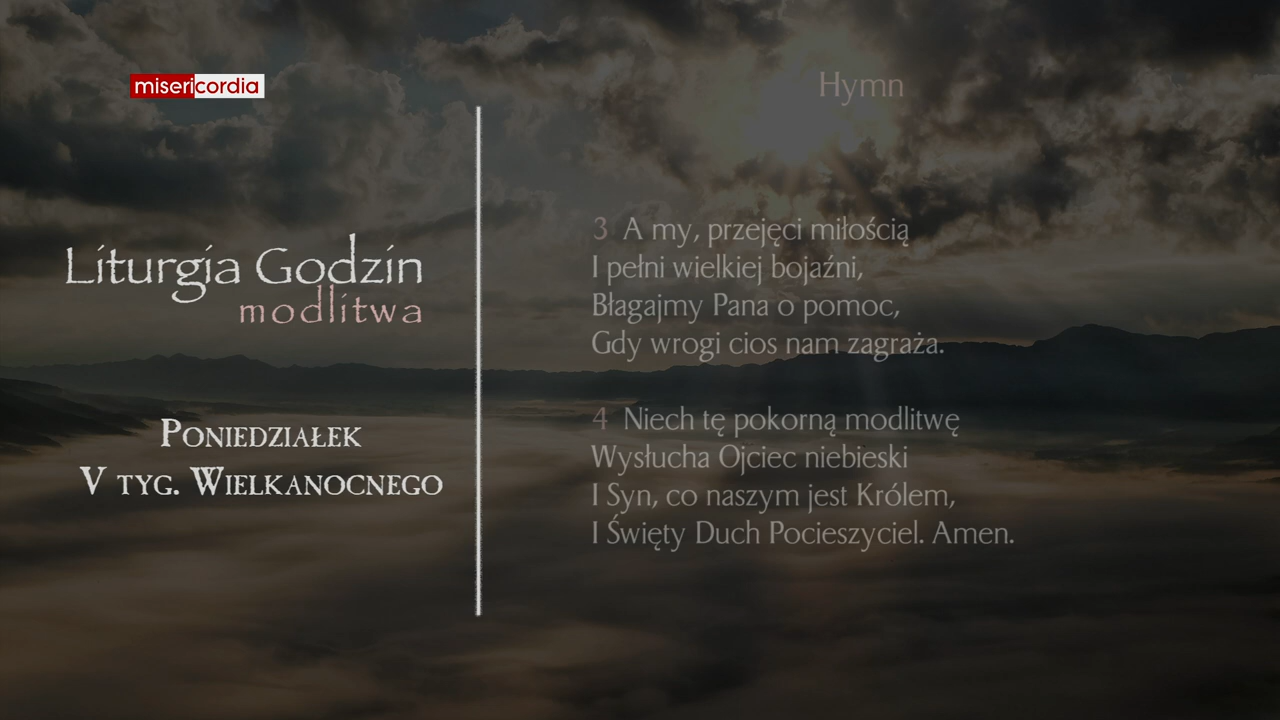 misericordia
Liturgia Godzin
modlitwa
Poniedziałek
V tyg. Wielkanocnego
Hymn
3 A my, przejęci miłością
I pełni wielkiej bojaźni,
Błagajmy Pana o pomoc,
Gdy wrogi cios nam zagraża.
4 Niech tę pokorną modlitwę
Wysłucha Ojciec niebieski
I Syn, co naszym jest Królem,
I Święty Duch Pocieszyciel. Amen.